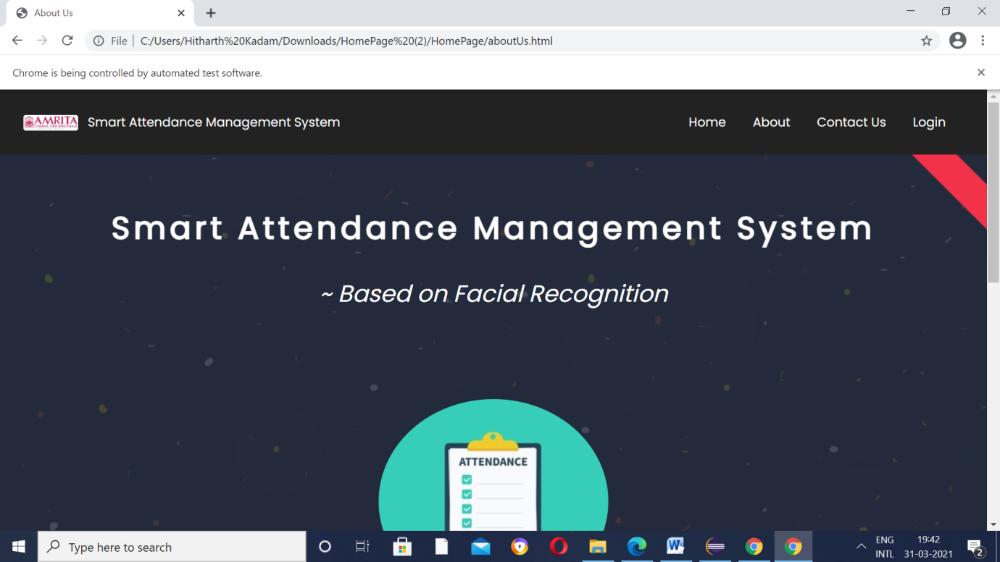 About Us
File
C:/Users/Hitharth%20Kadam/Downloads/HomePage%20(2)/HomePage/aboutUs.html
Chrome is being controlled by automated test software.
AMRITA
VISHWA VIDYAPEETHAM
Smart Attendance Management System
Home
About
Contact Us
Login
Smart Attendance Management System
~ Based on Facial Recognition
ATTENDANCE
Type here to search
W
ENG
INTL
19:42
31-03-2021
2